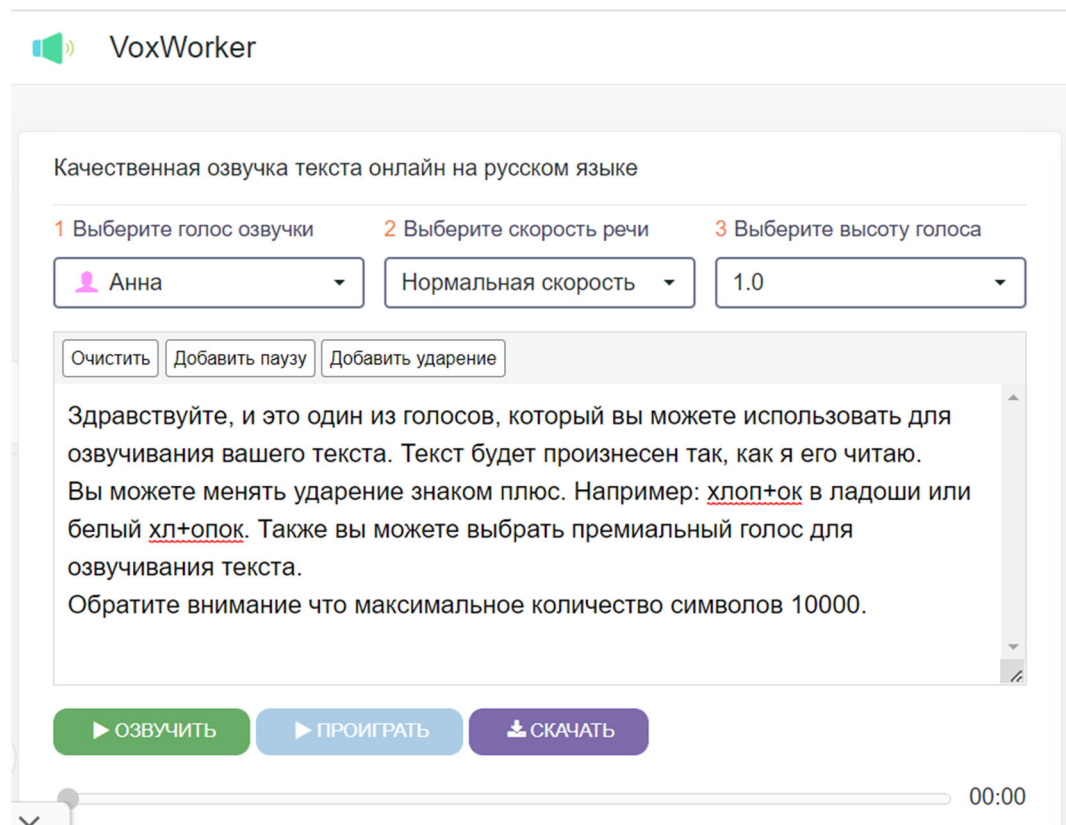 VoxWorker
Качественная озвучка текста онлайн на русском языке
1 Выберите голос озвучки 2 Выберите скорость речи 3 Выберите высоту голоса
Анна Нормальная скорость 1.0
Очистить Добавить паузу Добавить ударение
Здравствуйте, и это один из голосов, который вы можете использовать для
озвучивания вашего текста. Текст будет произнесен так, как я его читаю.
Вы можете менять ударение знаком плюс. Например: хлоп+ок в ладоши или
белый хл+опок. Также вы можете выбрать премиальный голос для
озвучивания текста.
Обратите внимание что максимальное количество символов 10000.
ОЗВУЧИТЬ ПРОИГРАТЬ СКАЧАТЬ
00:00